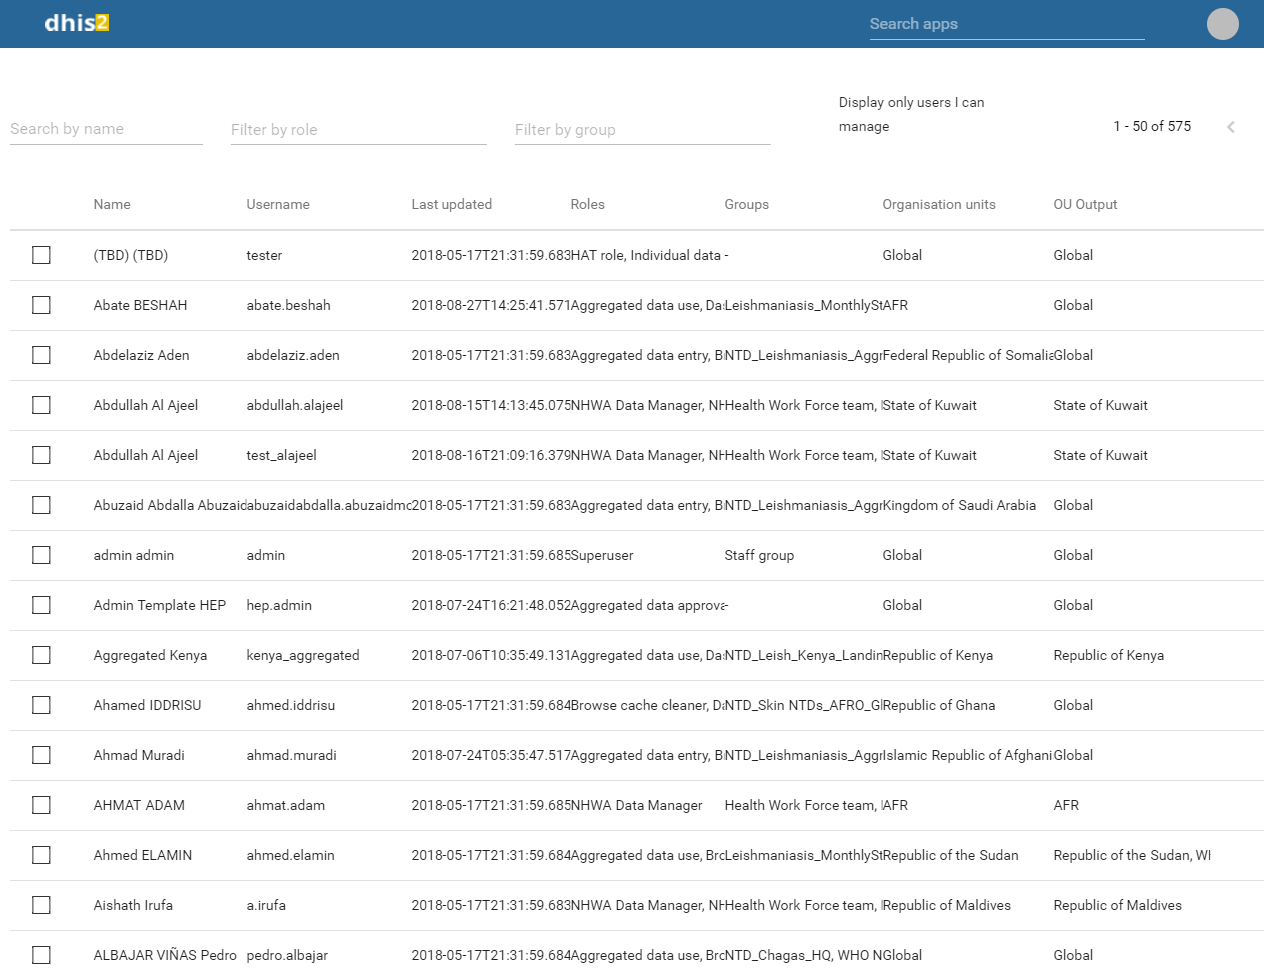 dhis2 Search apps
Display only users I can
manage
Search by name Filter by role Filter by group 1 - 50 of 575
Name Username Last updated Roles Groups Organisation units OU Output
(TBD) (TBD) tester 2018-05-17T21:31:59.683 HAT role, Individual data - Global Global
Abate BESHAH abate.beshah 2018-08-27T14:25:41.571 Aggregated data use, Da Leishmaniasis_MonthlySt AFR Global
Abdelaziz Aden abdelaziz.aden 2018-05-17T21:31:59.683 Aggregated data entry, B NTD_Leishmaniasis_Aggr Federal Republic of Somalia Global
Abdullah Al Ajeel abdullah.alajeel 2018-08-15T14:13:45.075 NHWA Data Manager, NH Health Work Force team, State of Kuwait State of Kuwait
Abdullah Al Ajeel test_alajeel 2018-08-16T21:09:16.379 NHWA Data Manager, NH Health Work Force team, State of Kuwait State of Kuwait
Abuzaid Abdalla Abuzaid abuzaidabdalla.abuzaidmo 2018-05-17T21:31:59.683 Aggregated data entry, B NTD_Leishmaniasis_Aggr Kingdom of Saudi Arabia Global
admin admin admin 2018-05-17T21:31:59.685 Superuser Staff group Global Global
Admin Template HEP hep.admin 2018-07-24T16:21:48.052 Aggregated data approva - Global Global
Aggregated Kenya kenya_aggregated 2018-07-06T10:35:49.131 Aggregated data use, Da NTD_Leish_Kenya_Landin Republic of Kenya Republic of Kenya
Ahamed IDDRISU ahmed.iddrisu 2018-05-17T21:31:59.684 Browse cache cleaner, Da NTD_Skin NTDs_AFRO_Gl Republic of Ghana Global
Ahmad Muradi ahmad.muradi 2018-07-24T05:35:47.517 Aggregated data entry, B NTD_Leishmaniasis_Aggr Islamic Republic of Afghani Global
AHMAT ADAM ahmat.adam 2018-05-17T21:31:59.685 NHWA Data Manager Health Work Force team, AFR AFR
Ahmed ELAMIN ahmed.elamin 2018-05-17T21:31:59.684 Aggregated data use, Bro Leishmaniasis_MonthlySt Republic of the Sudan Republic of the Sudan, WI
Aishath Irufa a.irufa 2018-05-17T21:31:59.683 NHWA Data Manager, NH Health Work Force team, Republic of Maldives Republic of Maldives
ALBAJAR VIÑAS Pedro pedro.albajar 2018-05-17T21:31:59.684 Aggregated data use, Bro NTD_Chagas_HQ, WHO N Global Global